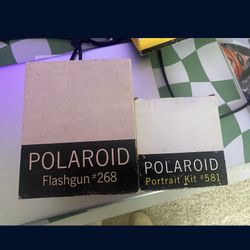 POLAROID
Flashgun #268
POLAROID
Portrait Kit #581